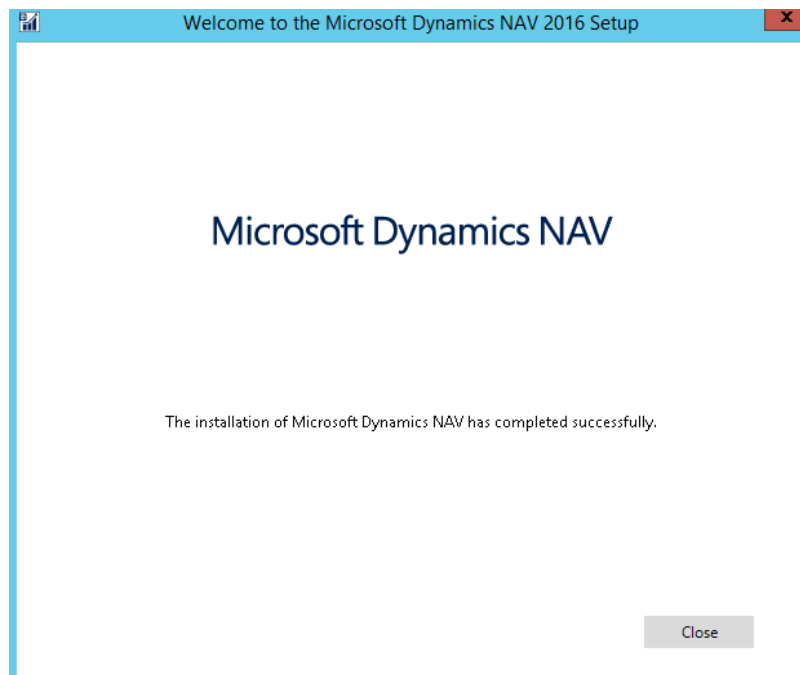 Welcome to the Microsoft Dynamics NAV 2016 Setup
x
Microsoft Dynamics NAV
The installation of Microsoft Dynamics NAV has completed successfully.
Close